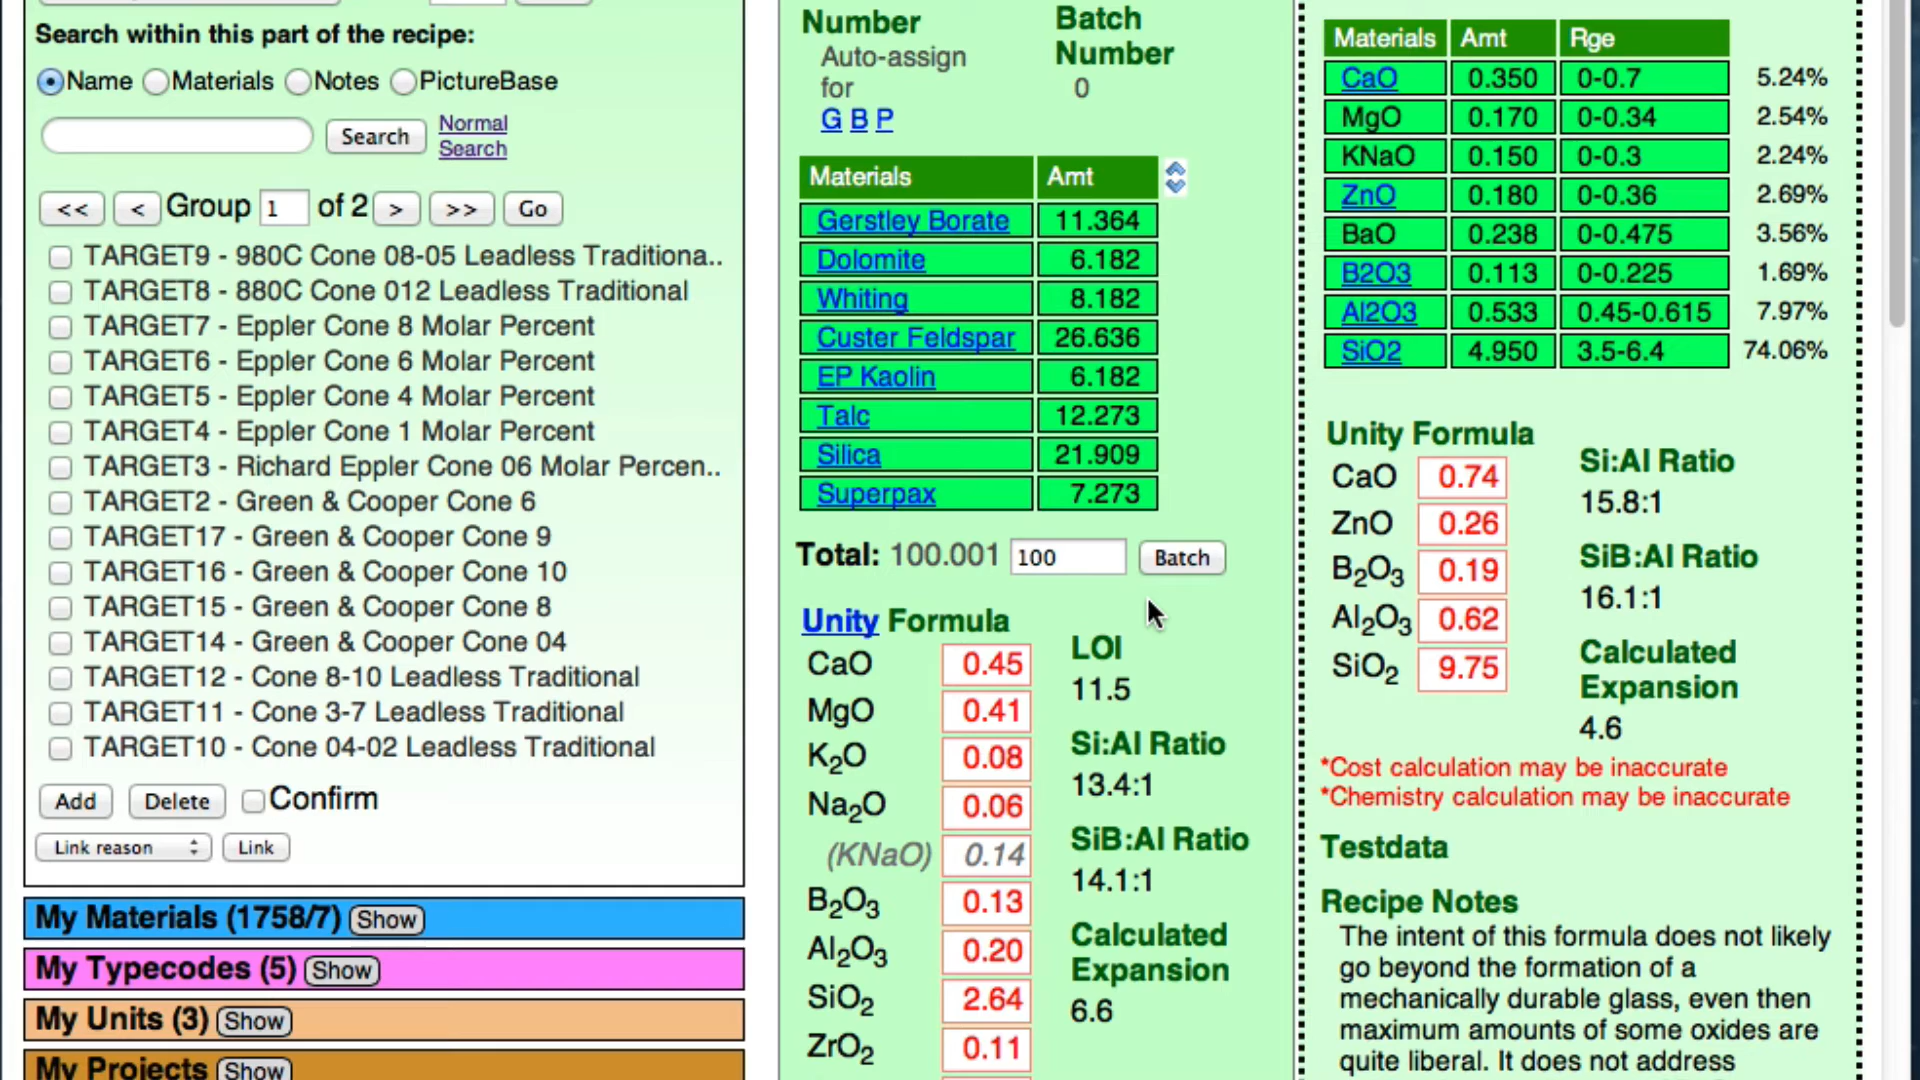 Search within this part of the recipe:
Name Materials Notes PictureBase
Search Normal Search
<< < Group 1 of 2 > >> Go
TARGET9 - 980C Cone 08-05 Leadless Traditiona..
TARGET8 - 880C Cone 012 Leadless Traditional
TARGET7 - Eppler Cone 8 Molar Percent
TARGET6 - Eppler Cone 6 Molar Percent
TARGET5 - Eppler Cone 4 Molar Percent
TARGET4 - Eppler Cone 1 Molar Percent
TARGET3 - Richard Eppler Cone 06 Molar Percen..
TARGET2 - Green & Cooper Cone 6
TARGET17 - Green & Cooper Cone 9
TARGET16 - Green & Cooper Cone 10
TARGET15 - Green & Cooper Cone 8
TARGET14 - Green & Cooper Cone 04
TARGET12 - Cone 8-10 Leadless Traditional
TARGET11 - Cone 3-7 Leadless Traditional
TARGET10 - Cone 04-02 Leadless Traditional
Add Delete Confirm
Link reason Link
My Materials (1758/7) Show
My Typecodes (5) Show
My Units (3) Show
My Projects Show
Number
Auto-assign
for
G B P
Batch
Number
0
Materials Amt
Gerstley Borate 11.364
Dolomite 6.182
Whiting 8.182
Custer Feldspar 26.636
EP Kaolin 6.182
Talc 12.273
Silica 21.909
Superpax 7.273
Total: 100.001 100 Batch
Unity Formula
CaO 0.45
MgO 0.41
K2O 0.08
Na2O 0.06
(KNaO) 0.14
B2O3 0.13
Al2O3 0.20
SiO2 2.64
ZrO2 0.11
LOI
11.5
Si:Al Ratio
13.4:1
SiB:Al Ratio
14.1:1
Calculated
Expansion
6.6
Materials Amt Rge
CaO 0.350 0-0.7 5.24%
MgO 0.170 0-0.34 2.54%
KNaO 0.150 0-0.3 2.24%
ZnO 0.180 0-0.36 2.69%
BaO 0.238 0-0.475 3.56%
B2O3 0.113 0-0.225 1.69%
Al2O3 0.533 0.45-0.615 7.97%
SiO2 4.950 3.5-6.4 74.06%
Unity Formula
CaO 0.74
ZnO 0.26
B2O3 0.19
Al2O3 0.62
SiO2 9.75
Si:Al Ratio
15.8:1
SiB:Al Ratio
16.1:1
Calculated
Expansion
4.6
*Cost calculation may be inaccurate
*Chemistry calculation may be inaccurate
Testdata
Recipe Notes
The intent of this formula does not likely
go beyond the formation of a
mechanically durable glass, even then
maximum amounts of some oxides are
quite liberal. It does not address